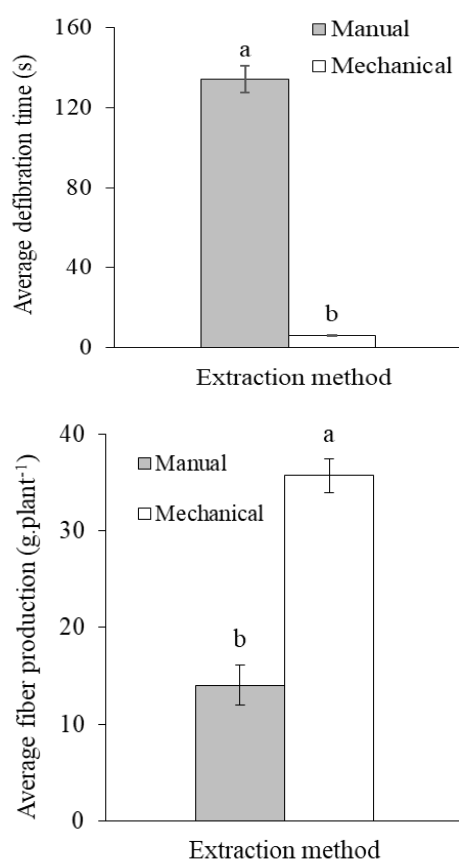 Average defibration time (s)
160
120
80
40
0
a
b
Manual
Mechanical
Extraction method
Average fiber production (g.plant⁻¹)
40
30
20
10
0
Manual
Mechanical
a
b
Extraction method